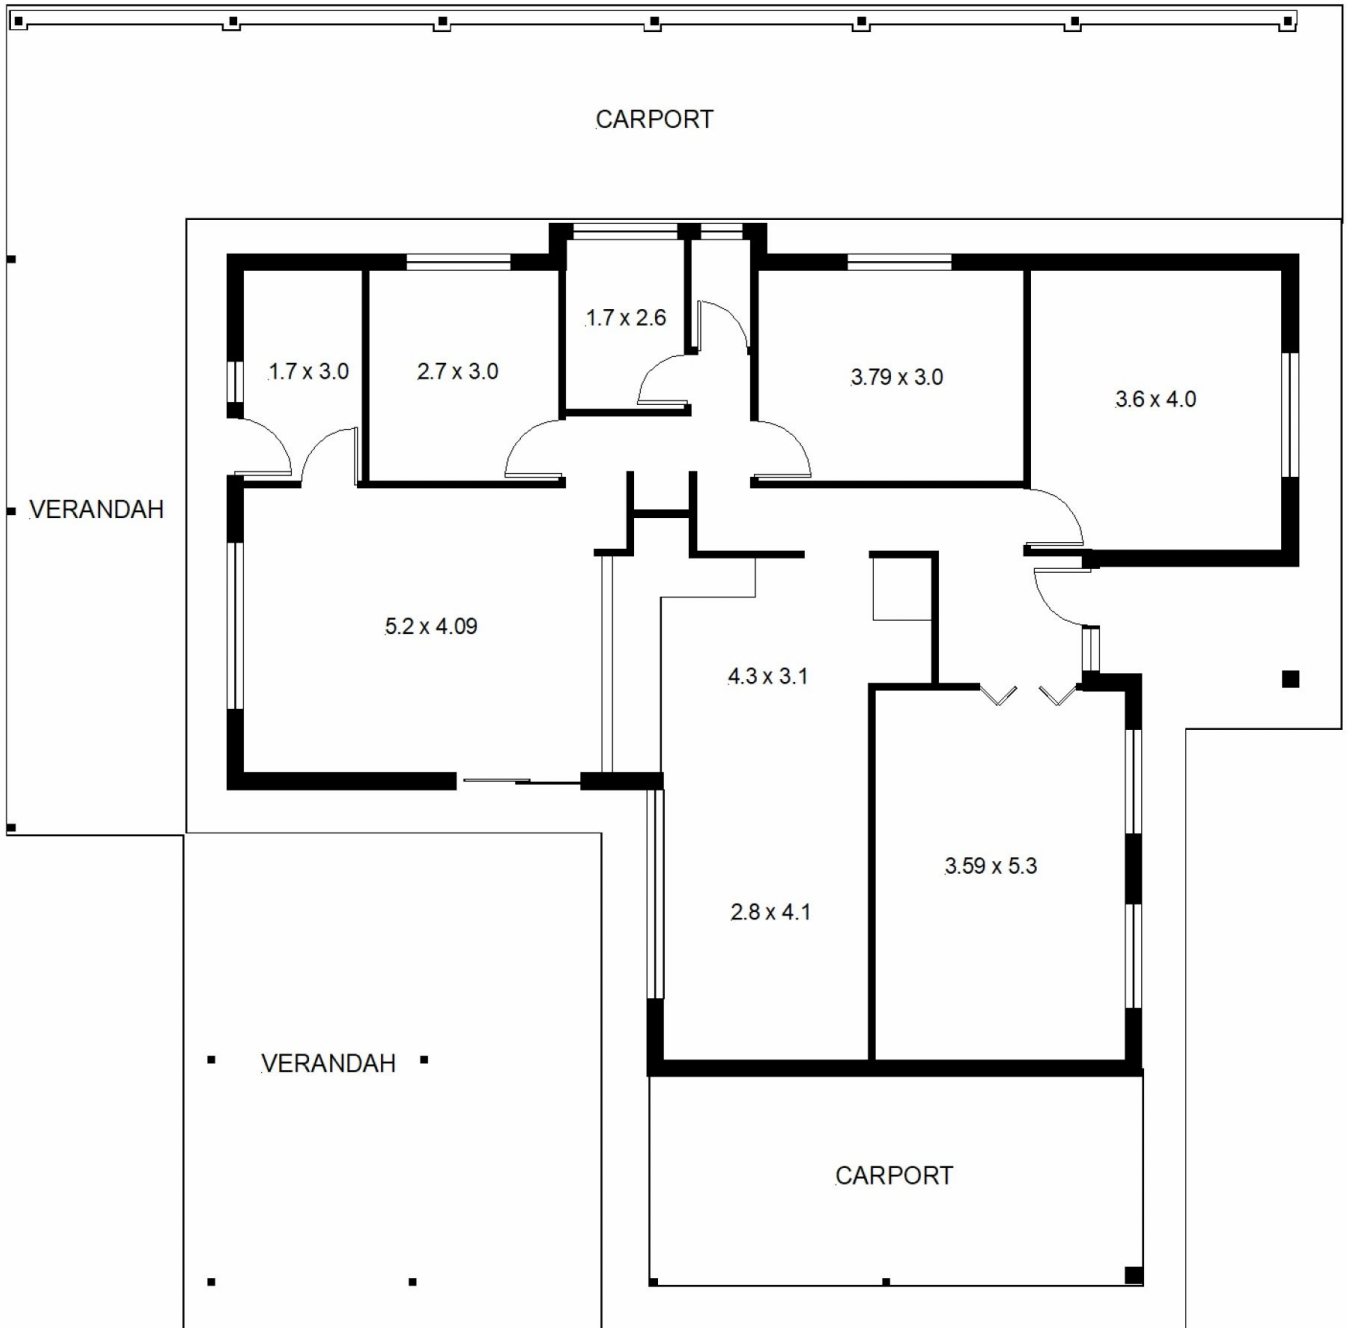 CARPORT
1.7 x 2.6
1.7 x 3.0
2.7 x 3.0
3.79 x 3.0
3.6 x 4.0
VERANDAH
5.2 x 4.09
4.3 x 3.1
3.59 x 5.3
2.8 x 4.1
VERANDAH
CARPORT